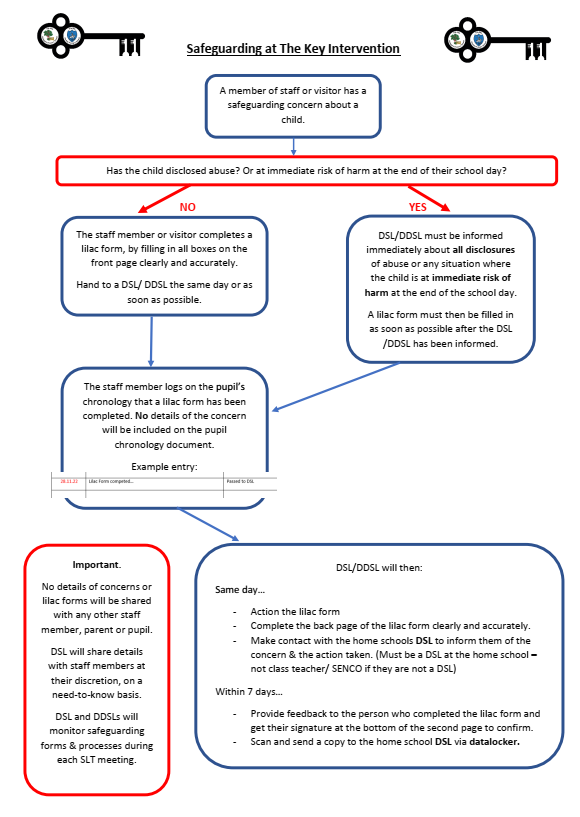 Safeguarding at The Key Intervention
A member of staff or visitor has a
safeguarding concern about a
child.
Has the child disclosed abuse? Or at immediate risk of harm at the end of their school day?
NO
YES
The staff member or visitor completes a
lilac form, by filling in all boxes on the
front page clearly and accurately.
Hand to a DSL/ DDSL the same day or as
soon as possible.
DSL/DDSL must be informed
immediately about all disclosures
of abuse or any situation where
the child is at immediate risk of
harm at the end of the school day.
A lilac form must then be filled in
as soon as possible after the DSL
/DDSL has been informed.
The staff member logs on the pupil's
chronology that a lilac form has been
completed. No details of the concern
will be included on the pupil
chronology document.
Example entry:
28.11.22 Lilac Form competed... Passed to DSL
Important.
No details of concerns or
lilac forms will be shared
with any other staff
member, parent or pupil.
DSL will share details
with staff members at
their discretion, on a
need-to-know basis.
DSL and DDSLs will
monitor safeguarding
forms & processes during
each SLT meeting.
DSL/DDSL will then:
Same day...
- Action the lilac form
- Complete the back page of the lilac form clearly and accurately.
- Make contact with the home schools DSL to inform them of the
concern & the action taken. (Must be a DSL at the home school –
not class teacher/ SENCO if they are not a DSL)
Within 7 days...
- Provide feedback to the person who completed the lilac form and
get their signature at the bottom of the second page to confirm.
- Scan and send a copy to the home school DSL via datalocker.